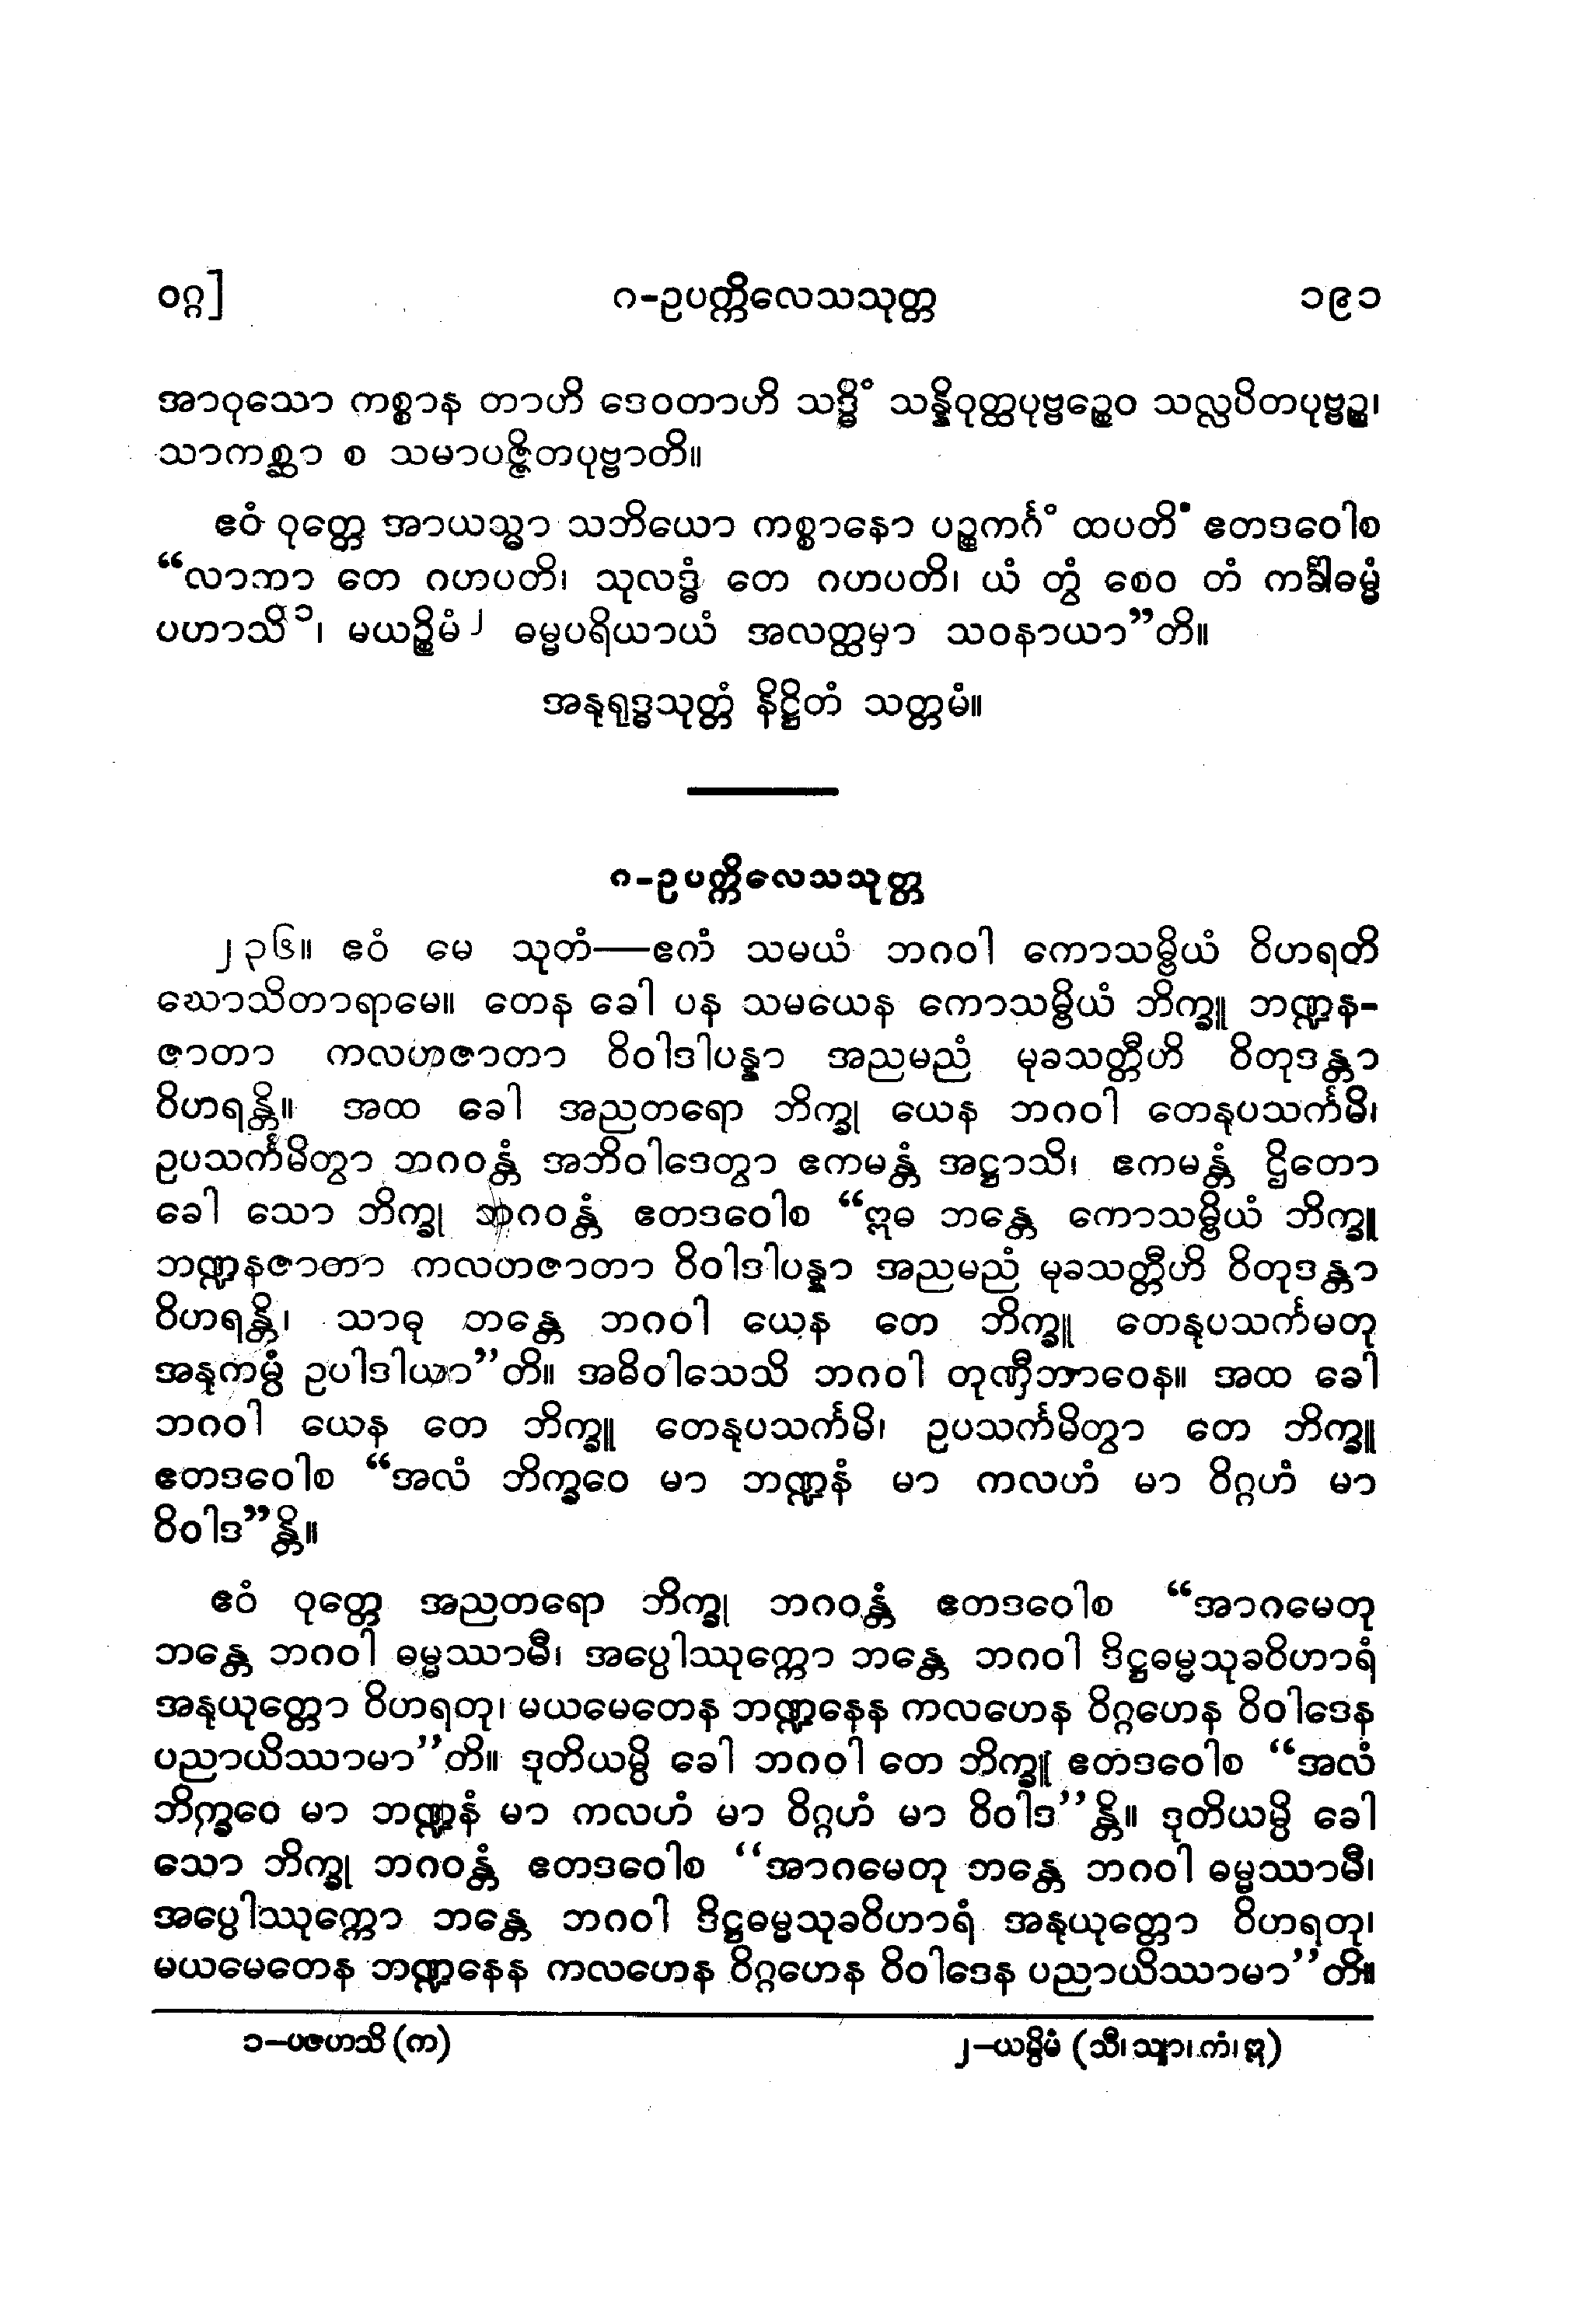 ဝဂ္ဂ] ဂ-ဥပက္ကိလေသသုတ္တ ၁၉၁
အာဝုသော ကစ္စာန တာဟိ ဒေဝတာဟိ သဒ္ဓိံ သန္နိဝုတ္ထပုဗ္ဗဉ္စေဝ သလ္လပိတပုဗ္ဗဉ္စ၊
သာကစ္ဆာ စ သမာပဇ္ဇိတပုဗ္ဗာတိ။
ဧဝံ ဝုတ္တေ အာယသ္မာ သဘိယော ကစ္စာနော ပဉ္စကင်္ဂံ ထပတိံ ဧတဒဝေါစ
“လာဘာ တေ ဂဟပတိ၊ သုလဒ္ဓံ တေ ဂဟပတိ၊ ယံ တွံ စေဝ တံ ကင်္ခါဓမ္မံ
ပဟာသိ၁၊ မယဉ္စိမံ၂ ဓမ္မပရိယာယံ အလတ္ထမှာ သဝနာယာ”တိ။
အနုရုဒ္ဓသုတ္တံ နိဋ္ဌိတံ သတ္တမံ။
ဂ-ဥပက္ကိလေသသုတ္တ
၂၃၆။ ဧဝံ မေ သုတံ—ဧကံ သမယံ ဘဂဝါ ကောသမ္ဗိယံ ဝိဟရတိ
ဃောသိတာရာမေ။ တေန ခေါ ပန သမယေန ကောသမ္ဗိယံ ဘိက္ခူ ဘဏ္ဍန-
ဇာတာ ကလဟဇာတာ ဝိဝါဒါပန္နာ အညမညံ မုခသတ္တီဟိ ဝိတုဒန္တာ
ဝိဟရန္တိ။ အထ ခေါ အညတရော ဘိက္ခု ယေန ဘဂဝါ တေနုပသင်္ကမိ၊
ဥပသင်္ကမိတွာ ဘဂဝန္တံ အဘိဝါဒေတွာ ဧကမန္တံ အဋ္ဌာသိ၊ ဧကမန္တံ ဌိတော
ခေါ သော ဘိက္ခု ဘဂဝန္တံ ဧတဒဝေါစ “ဣဓ ဘန္တေ ကောသမ္ဗိယံ ဘိက္ခူ
ဘဏ္ဍနဇာတာ ကလဟဇာတာ ဝိဝါဒါပန္နာ အညမညံ မုခသတ္တီဟိ ဝိတုဒန္တာ
ဝိဟရန္တိ၊ သာဓု ဘန္တေ ဘဂဝါ ယေန တေ ဘိက္ခူ တေနုပသင်္ကမတု
အနုကမ္ပံ ဥပါဒါယာ”တိ။ အဓိဝါသေသိ ဘဂဝါ တုဏှီဘာဝေန။ အထ ခေါ
ဘဂဝါ ယေန တေ ဘိက္ခူ တေနုပသင်္ကမိ၊ ဥပသင်္ကမိတွာ တေ ဘိက္ခူ
ဧတဒဝေါစ “အလံ ဘိက္ခဝေ မာ ဘဏ္ဍနံ မာ ကလဟံ မာ ဝိဂ္ဂဟံ မာ
ဝိဝါဒ”န္တိ။
ဧဝံ ဝုတ္တေ အညတရော ဘိက္ခု ဘဂဝန္တံ ဧတဒဝေါစ “အာဂမေတု
ဘန္တေ ဘဂဝါ ဓမ္မဿာမီ၊ အပ္ပေါဿုက္ကော ဘန္တေ ဘဂဝါ ဒိဋ္ဌဓမ္မသုခဝိဟာရံ
အနုယုတ္တော ဝိဟရတု၊ မယမေတေန ဘဏ္ဍနေန ကလဟေန ဝိဂ္ဂဟေန ဝိဝါဒေန
ပညာယိဿာမာ”တိ။ ဒုတိယမ္ပိ ခေါ ဘဂဝါ တေ ဘိက္ခူ ဧတဒဝေါစ “အလံ
ဘိက္ခဝေ မာ ဘဏ္ဍနံ မာ ကလဟံ မာ ဝိဂ္ဂဟံ မာ ဝိဝါဒ”န္တိ။ ဒုတိယမ္ပိ ခေါ
သော ဘိက္ခု ဘဂဝန္တံ ဧတဒဝေါစ “အာဂမေတု ဘန္တေ ဘဂဝါ ဓမ္မဿာမီ၊
အပ္ပေါဿုက္ကော ဘန္တေ ဘဂဝါ ဒိဋ္ဌဓမ္မသုခဝိဟာရံ အနုယုတ္တော ဝိဟရတု၊
မယမေတေန ဘဏ္ဍနေန ကလဟေန ဝိဂ္ဂဟေန ဝိဝါဒေန ပညာယိဿာမာ”တိ။
၁—ပဇဟသိ (က) ၂—ယမ္ပိမံ (သီ၊ သျာ၊ ကံ၊ ဣ)